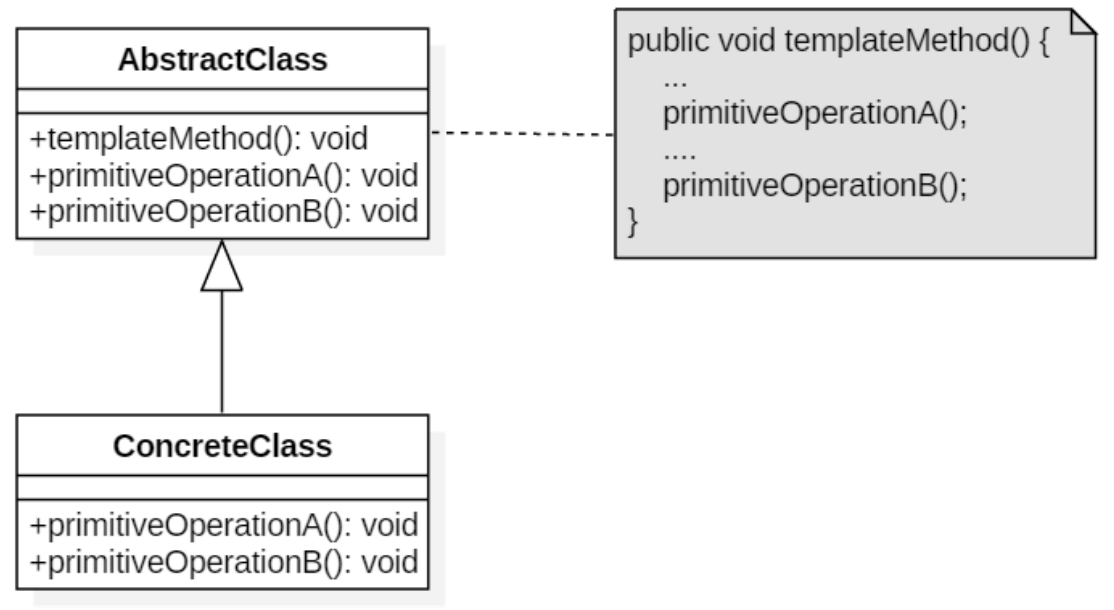 AbstractClass
+templateMethod(): void
+primitiveOperationA(): void
+primitiveOperationB(): void
public void templateMethod() {
...
primitiveOperationA();
....
primitiveOperationB();
}
ConcreteClass
+primitiveOperationA(): void
+primitiveOperationB(): void